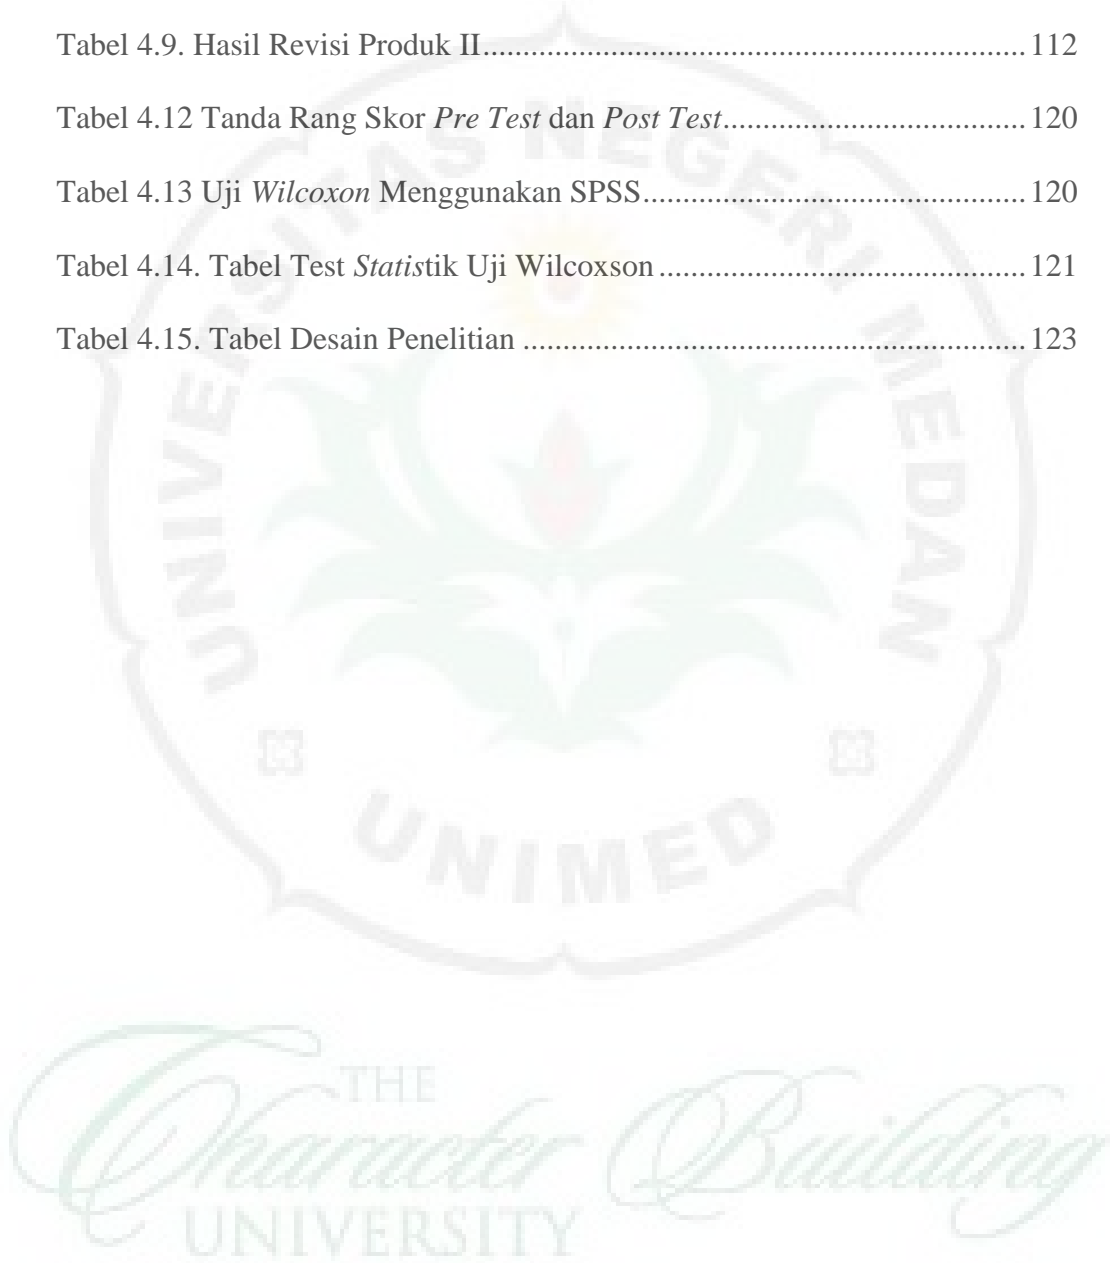 Tabel 4.9. Hasil Revisi Produk II........................................................................112
Tabel 4.12 Tanda Rang Skor Pre Test dan Post Test......................................120
Tabel 4.13 Uji Wilcoxon Menggunakan SPSS................................................120
Tabel 4.14. Tabel Test Statistik Uji Wilcoxson..............................................121
Tabel 4.15. Tabel Desain Penelitian ...............................................................123
UNIVERSITAS NEGERI MEDAN
UNIMED
THE
Character Building
UNIVERSITY